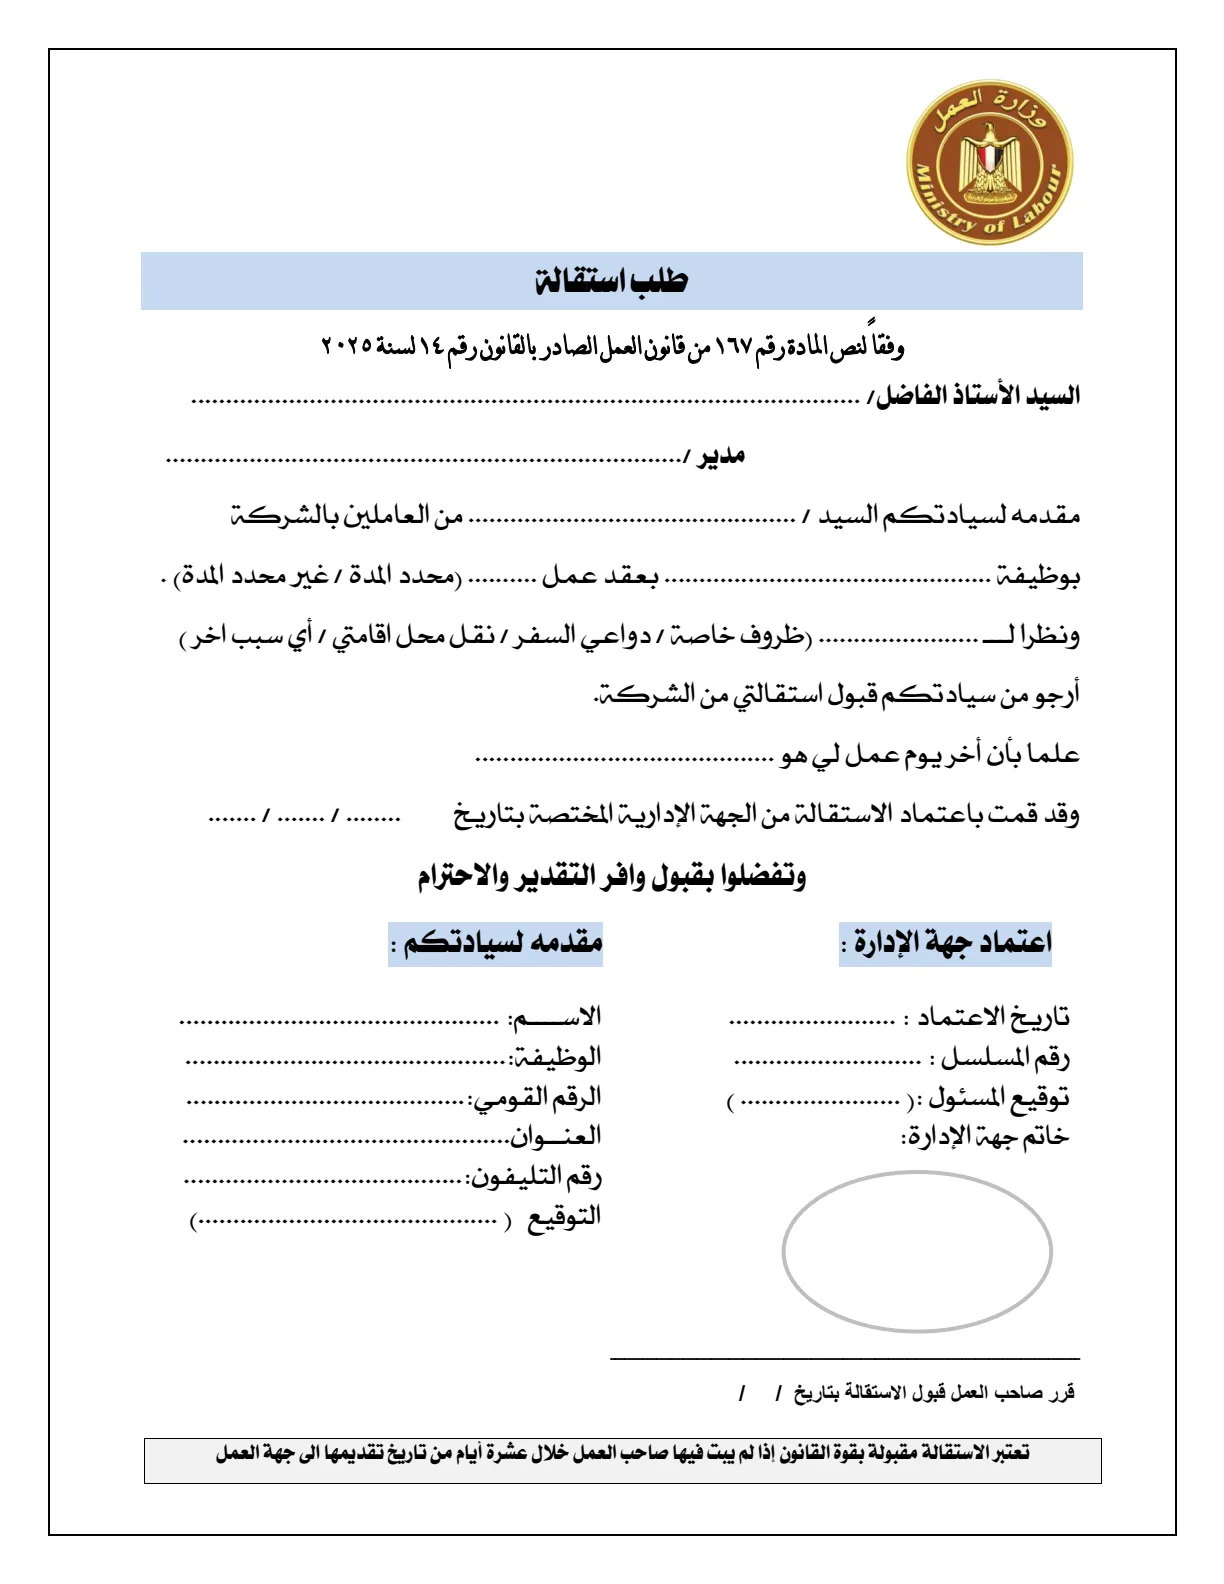 وزارة العمل
Ministry of Labour
طلب استقالة
وفقاً لنص المادة رقم ١٦٧ من قانون العمل الصادر بالقانون رقم ١٤ لسنة ٢٠٢٥
السيد الأستاذ الفاضل/ ................................................................................................
مدير /..........................................................................
مقدمه لسيادتكم السيد / ............................................... من العاملين بالشركة
بوظيفة ............................................... بعقد عمل .......... (محدد المدة / غير محدد المدة) .
ونظرا لـــ ....................... (ظروف خاصة / دواعي السفر / نقل محل اقامتي / أي سبب اخر )
أرجو من سيادتكم قبول استقالتي من الشركة.
علما بأن أخر يوم عمل لي هو ...........................................
وقد قمت باعتماد الاستقالة من الجهة الإدارية المختصة بتاريخ ........ / ....... / .......
وتفضلوا بقبول وافر التقدير والاحترام
اعتماد جهة الإدارة :
تاريخ الاعتماد : ........................
رقم المسلسل : ...........................
توقيع المسئول :( ....................... )
خاتم جهة الإدارة:
مقدمه لسيادتكم :
الاســـــم: ..............................................
الوظيفة:..............................................
الرقم القومي:........................................
العنـــوان...............................................
رقم التليفون:........................................
التوقيع ( ...........................................)
قرر صاحب العمل قبول الاستقالة بتاريخ / /
تعتبر الاستقالة مقبولة بقوة القانون إذا لم يبت فيها صاحب العمل خلال عشرة أيام من تاريخ تقديمها الى جهة العمل